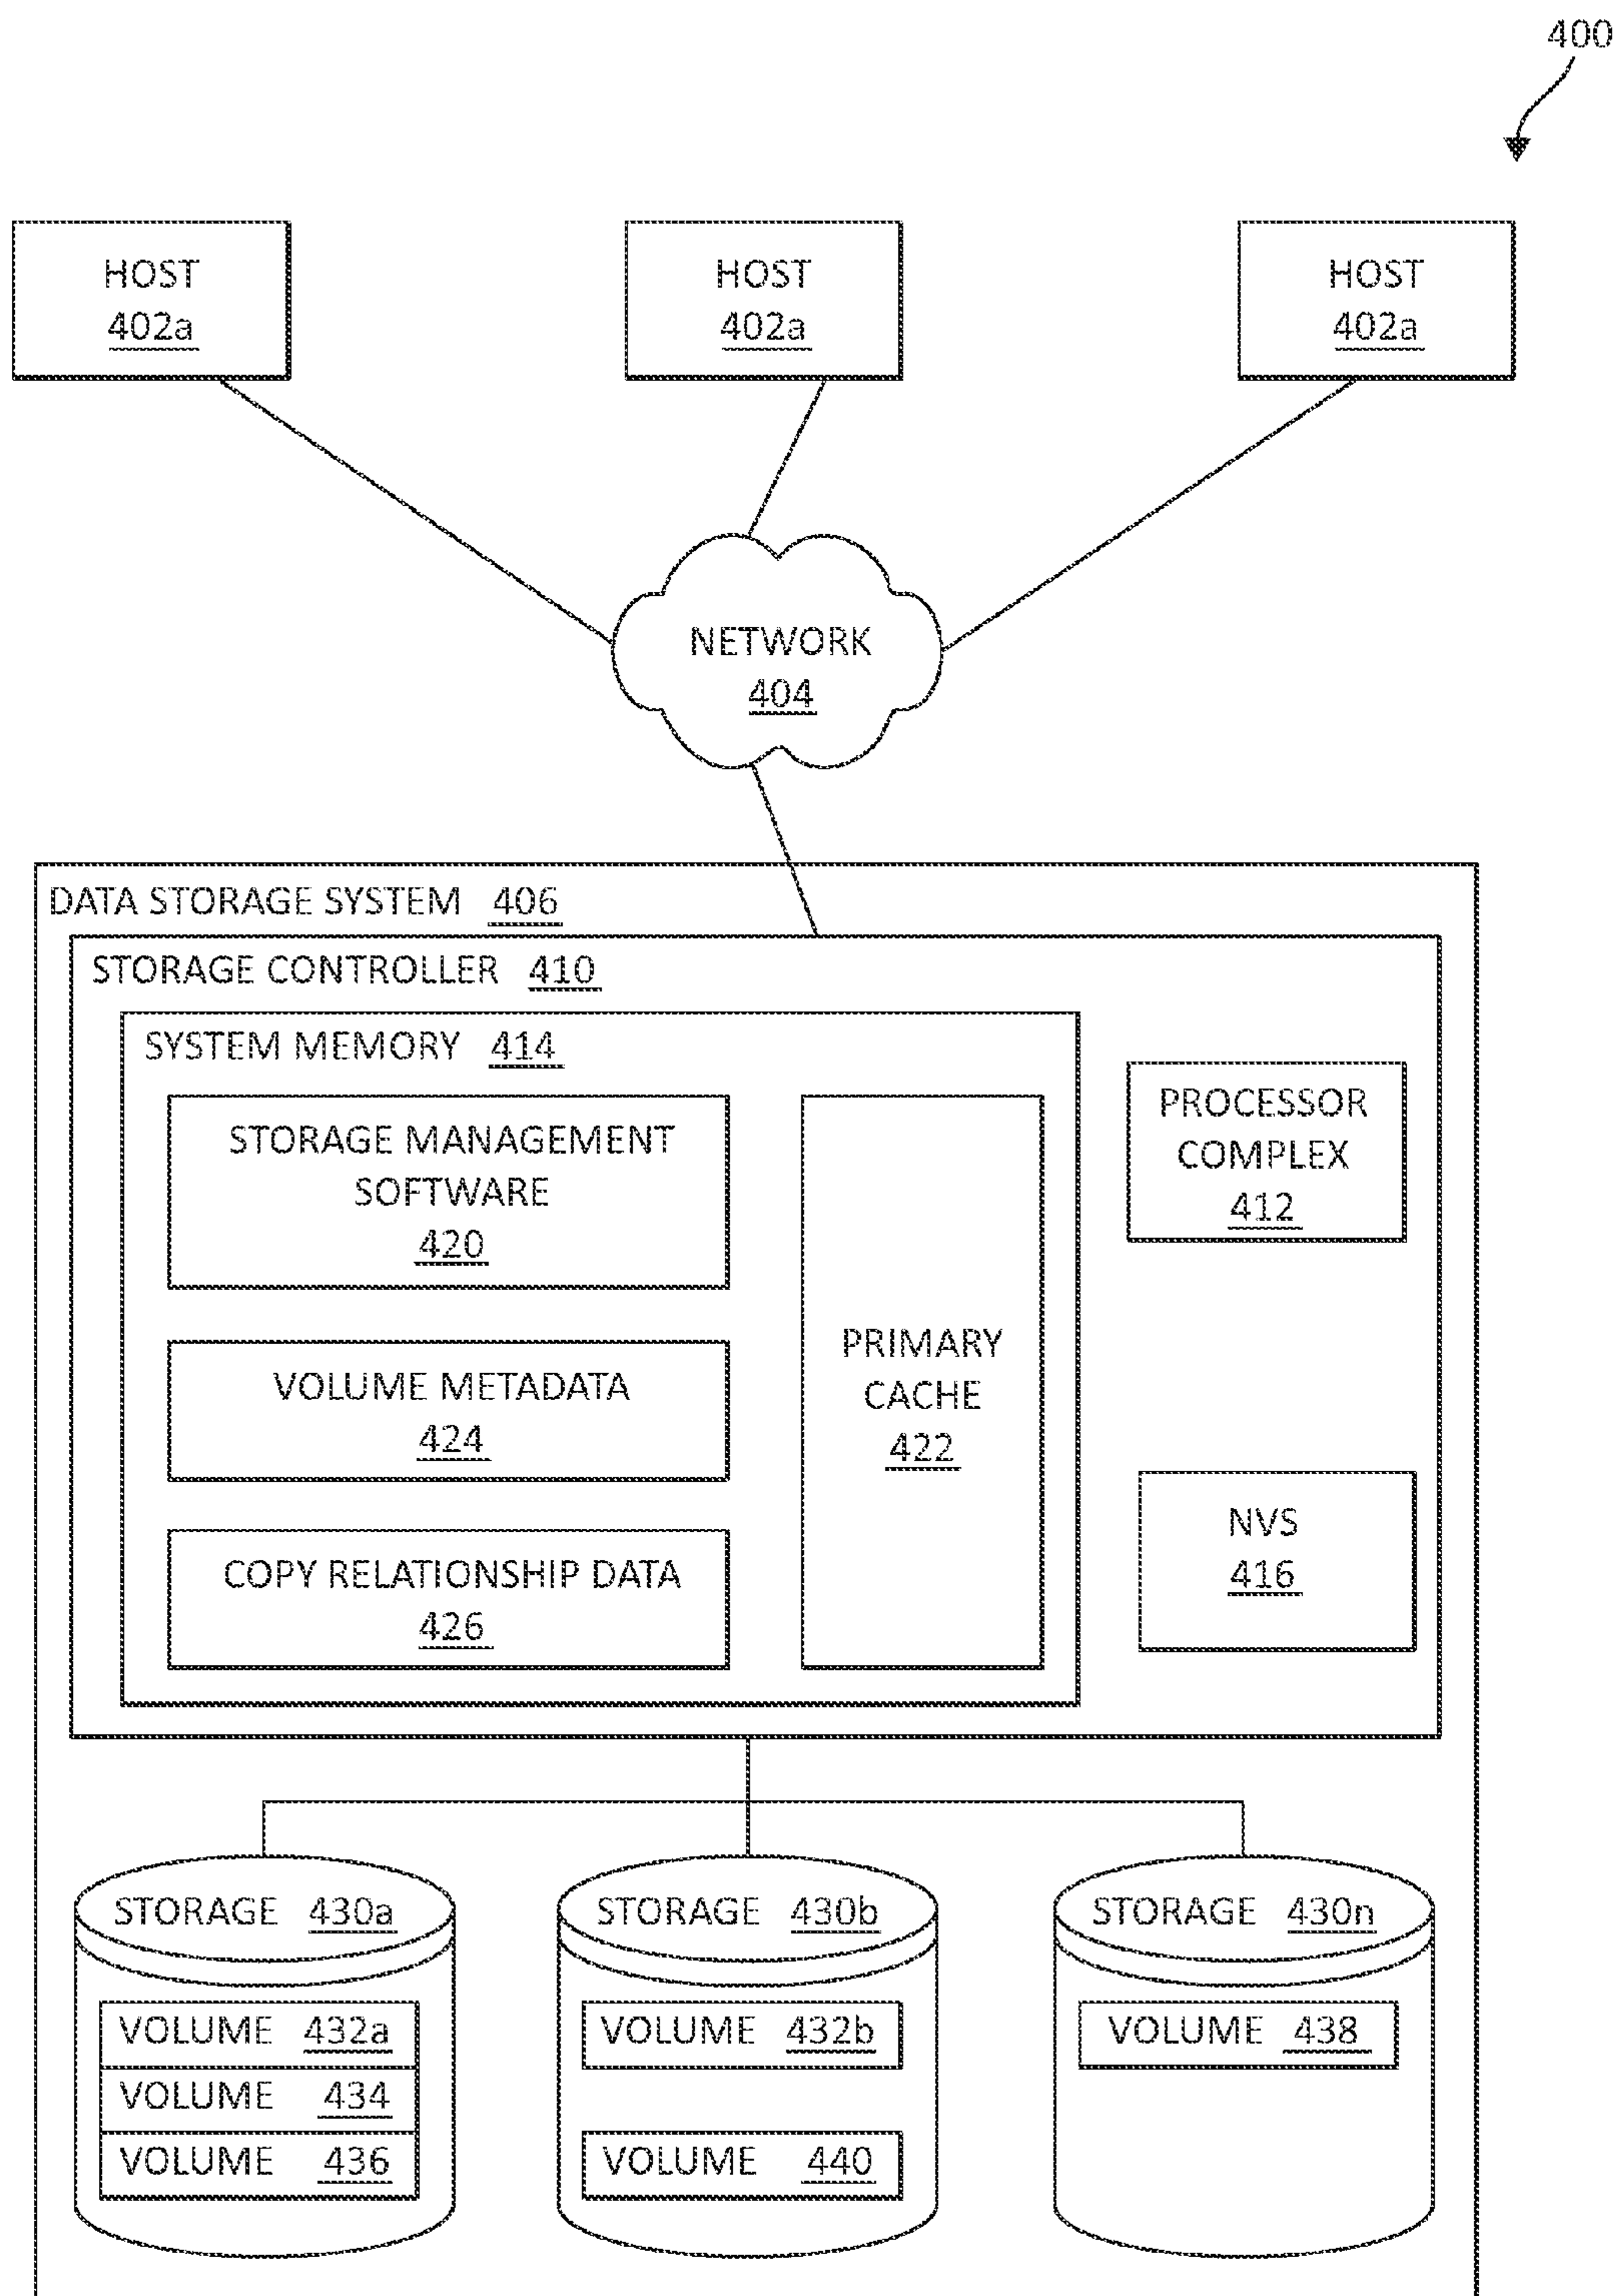 400
HOST
402a
HOST
402a
HOST
402a
NETWORK
404
DATA STORAGE SYSTEM 406
STORAGE CONTROLLER 410
SYSTEM MEMORY 414
STORAGE MANAGEMENT
SOFTWARE
420
VOLUME METADATA
424
COPY RELATIONSHIP DATA
426
PRIMARY
CACHE
422
PROCESSOR
COMPLEX
412
NVS
416
STORAGE 430a
VOLUME 432a
VOLUME 434
VOLUME 436
STORAGE 430b
VOLUME 432b
VOLUME 440
STORAGE 430n
VOLUME 438